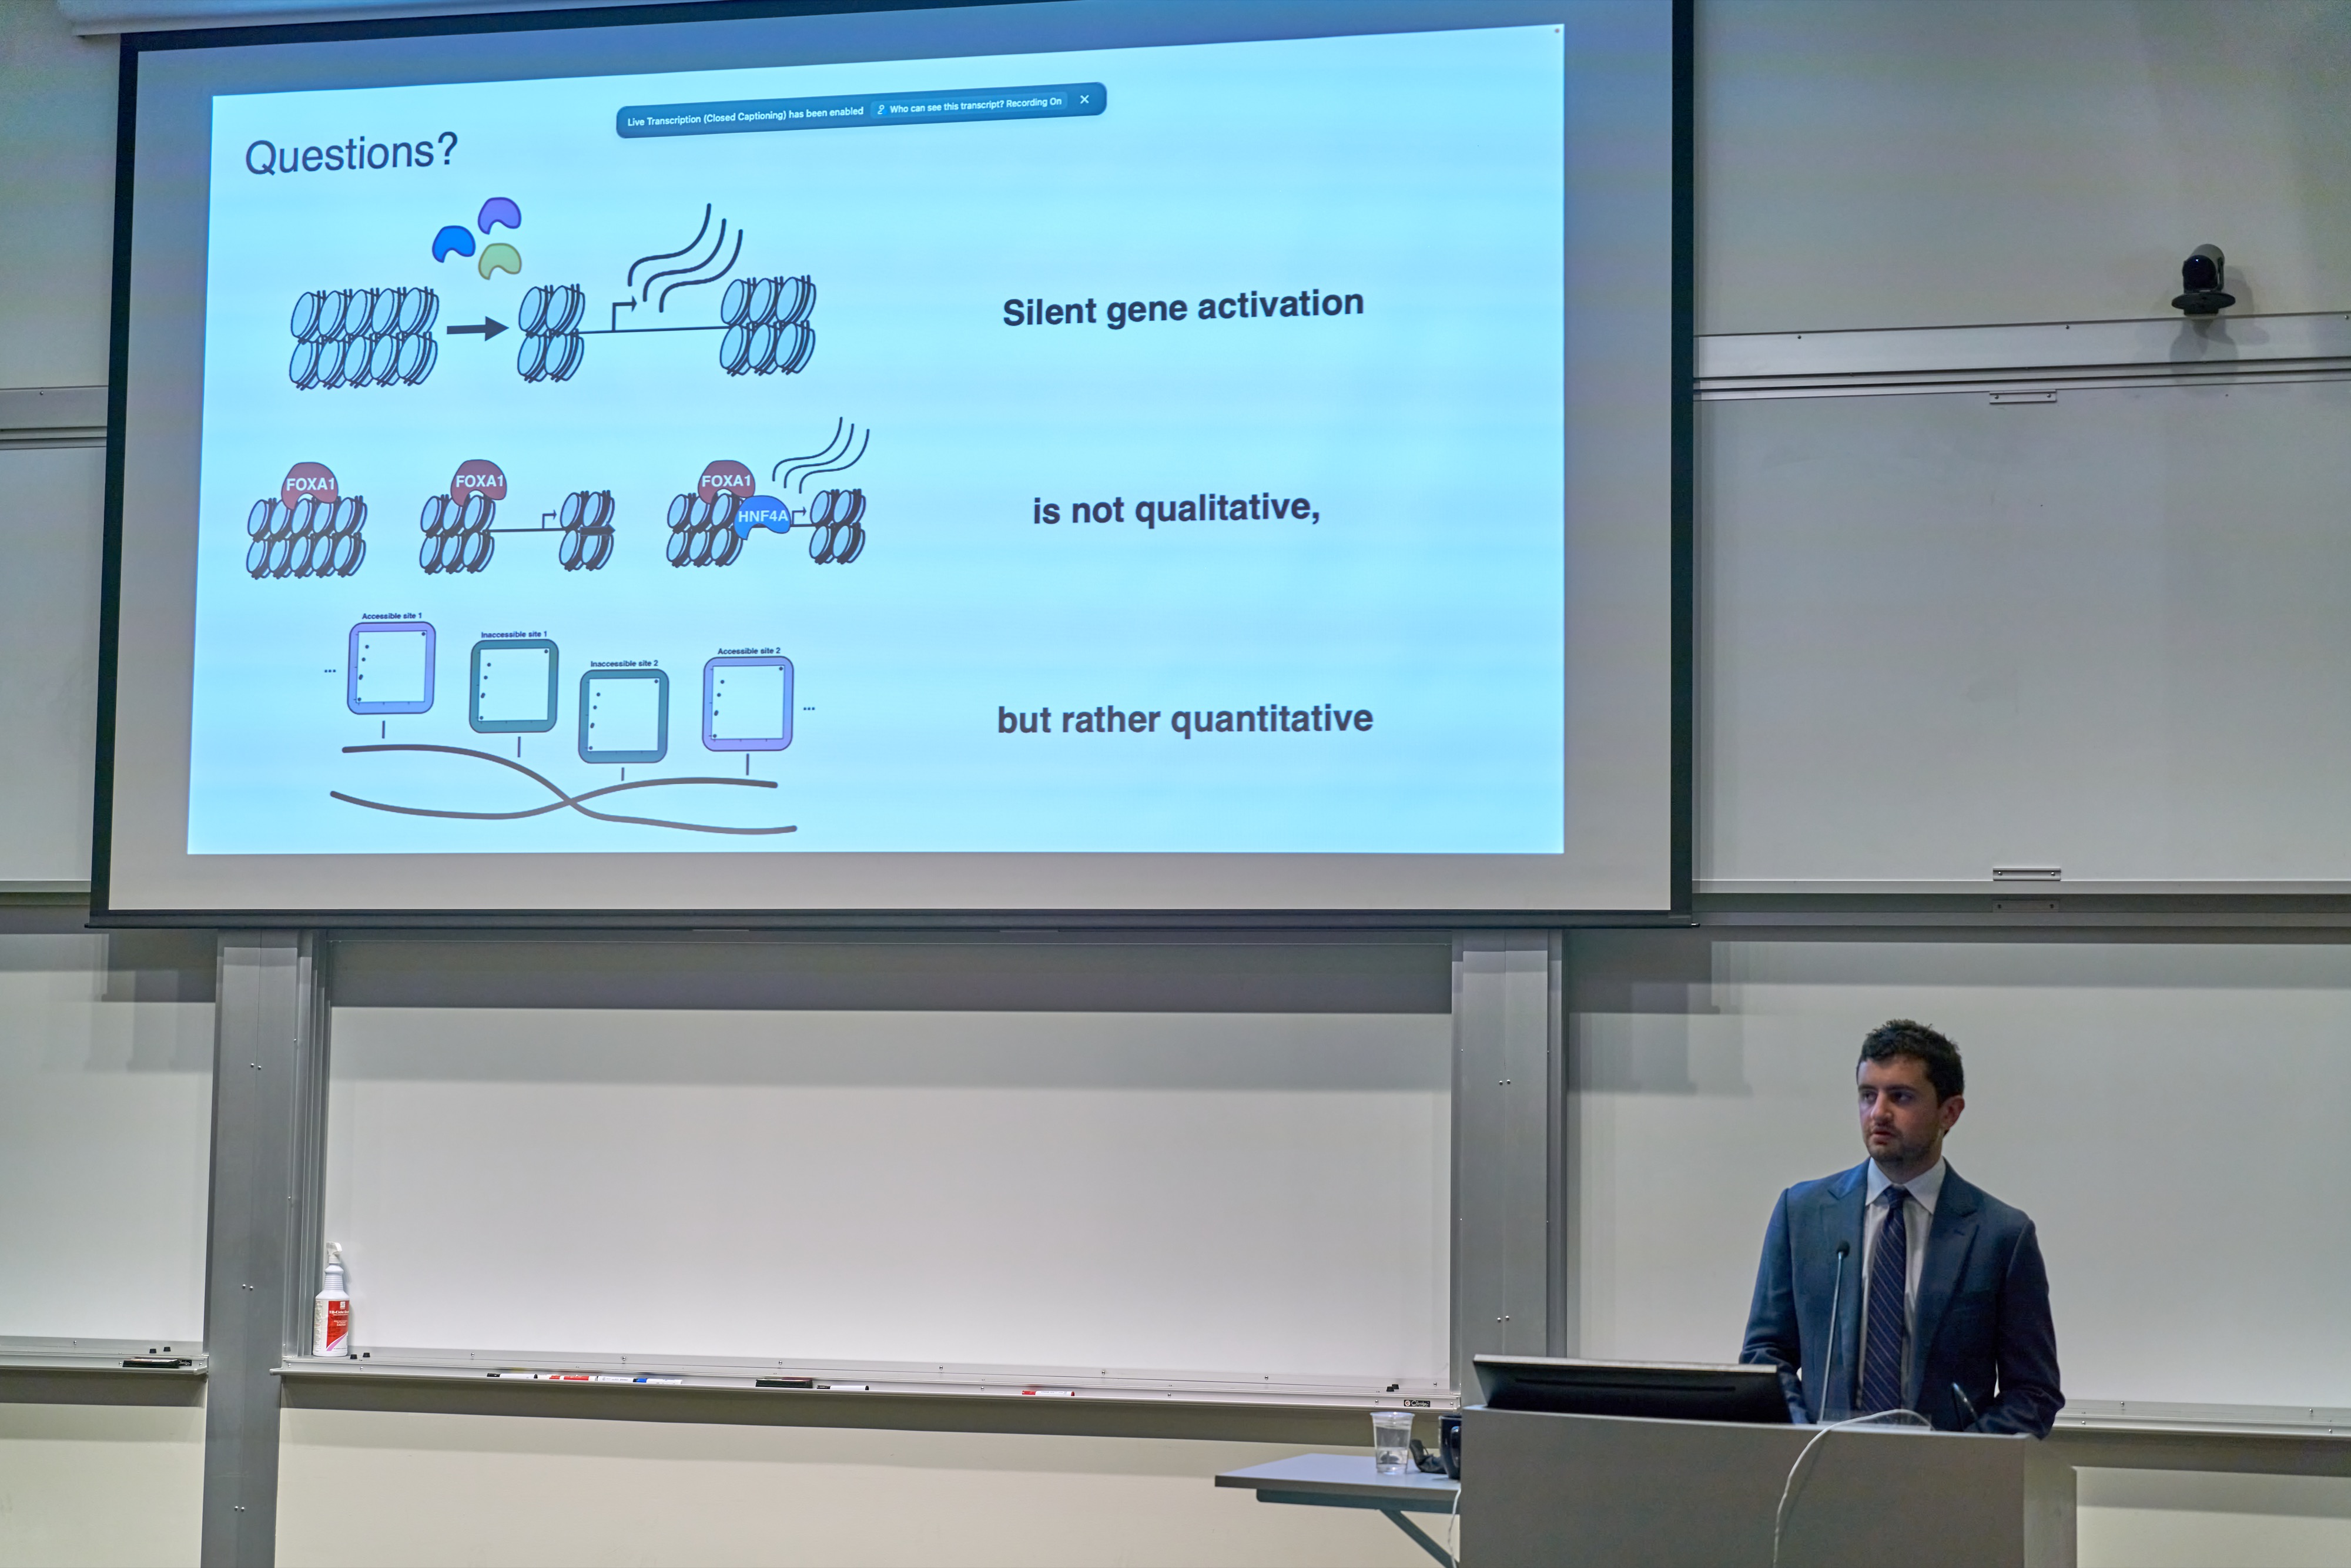 Live Transcription (Closed Captioning) has been enabled Who can see this transcript? Recording On
Questions?
Silent gene activation
FOXA1 FOXA1 FOXA1
HNF4A
is not qualitative,
Accessible site 1
Inaccessible site 1
Inaccessible site 2
Accessible site 2
... ...
but rather quantitative